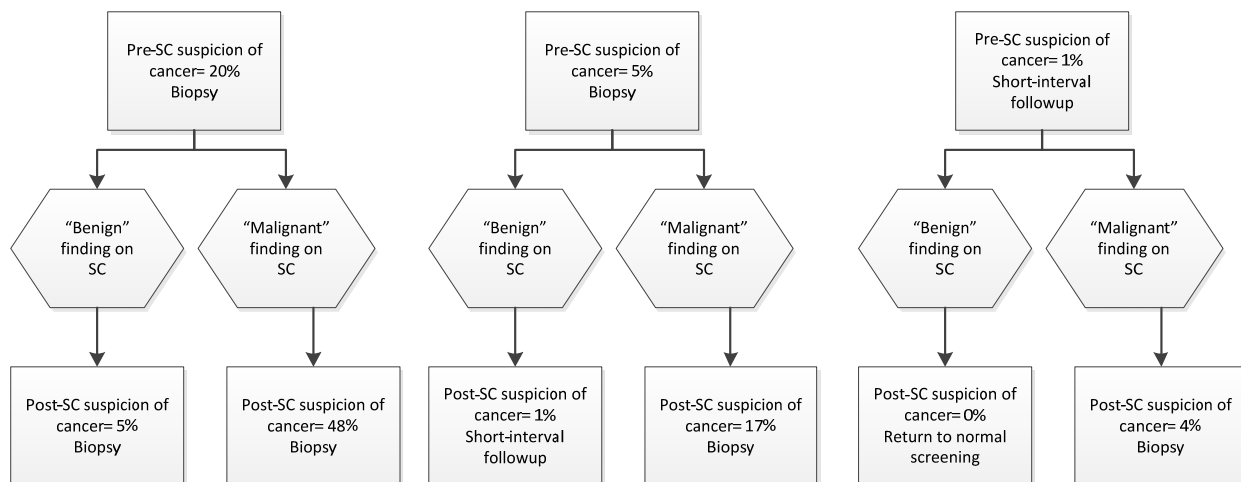 Pre-SC suspicion of
cancer= 20%
Biopsy
Pre-SC suspicion of
cancer= 5%
Biopsy
Pre-SC suspicion of
cancer= 1%
Short-interval
followup
“Benign”
finding on
SC
“Malignant”
finding on
SC
“Benign”
finding on
SC
“Malignant”
finding on
SC
“Benign”
finding on
SC
“Malignant”
finding on
SC
Post-SC suspicion of
cancer= 5%
Biopsy
Post-SC suspicion of
cancer= 48%
Biopsy
Post-SC suspicion of
cancer= 1%
Short-interval
followup
Post-SC suspicion of
cancer= 17%
Biopsy
Post-SC suspicion of
cancer= 0%
Return to normal
screening
Post-SC suspicion of
cancer= 4%
Biopsy